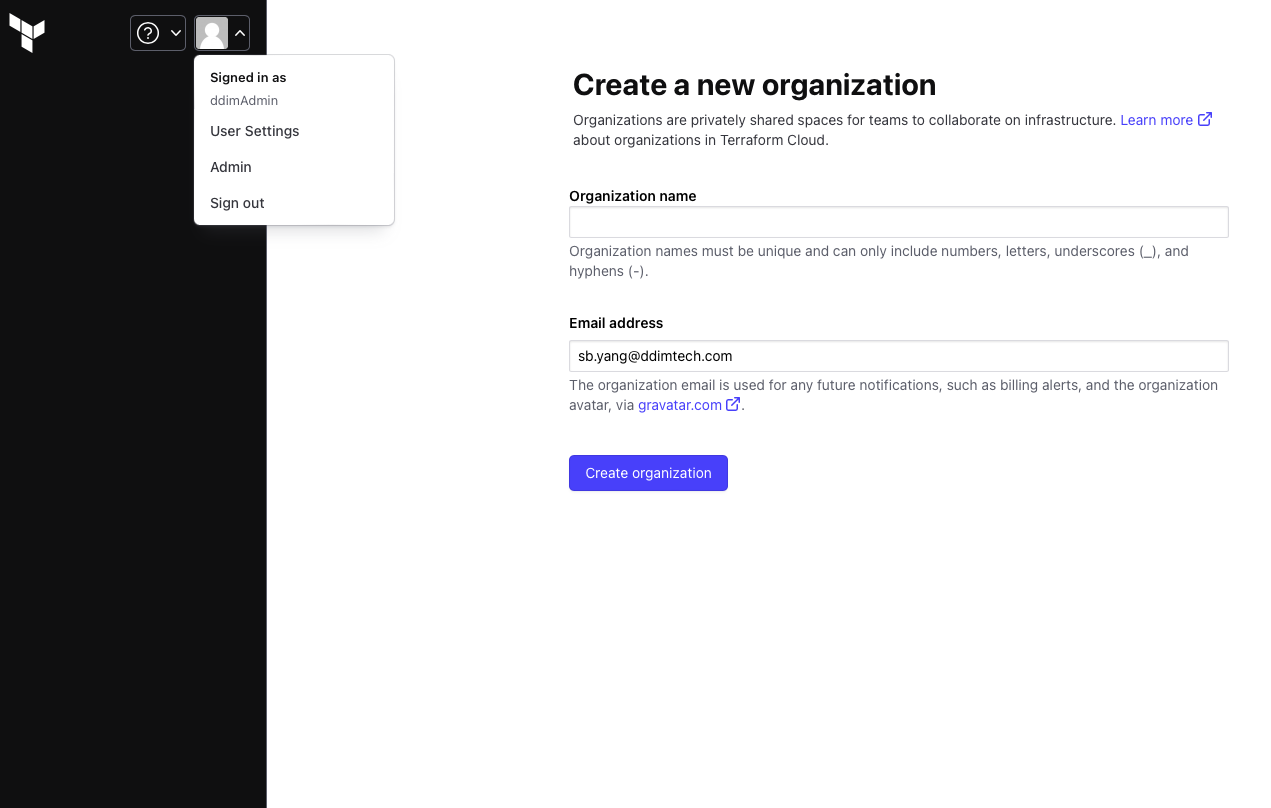 Signed in as
ddimAdmin
User Settings
Admin
Sign out
Create a new organization
Organizations are privately shared spaces for teams to collaborate on infrastructure. Learn more
about organizations in Terraform Cloud.
Organization name
Organization names must be unique and can only include numbers, letters, underscores (_), and
hyphens (-).
Email address
sb.yang@ddimtech.com
The organization email is used for any future notifications, such as billing alerts, and the organization
avatar, via gravatar.com.
Create organization